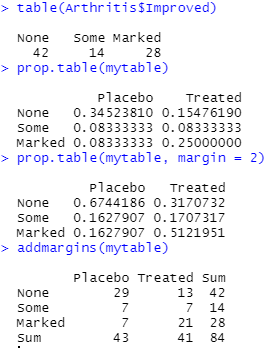 > table(Arthritis$Improved)
None Some Marked
42 14 28
> prop.table(mytable)
Placebo Treated
None 0.34523810 0.15476190
Some 0.08333333 0.08333333
Marked 0.08333333 0.25000000
> prop.table(mytable, margin = 2)
Placebo Treated
None 0.6744186 0.3170732
Some 0.1627907 0.1707317
Marked 0.1627907 0.5121951
> addmargins(mytable)
Placebo Treated Sum
None 29 13 42
Some 7 7 14
Marked 7 21 28
Sum 43 41 84